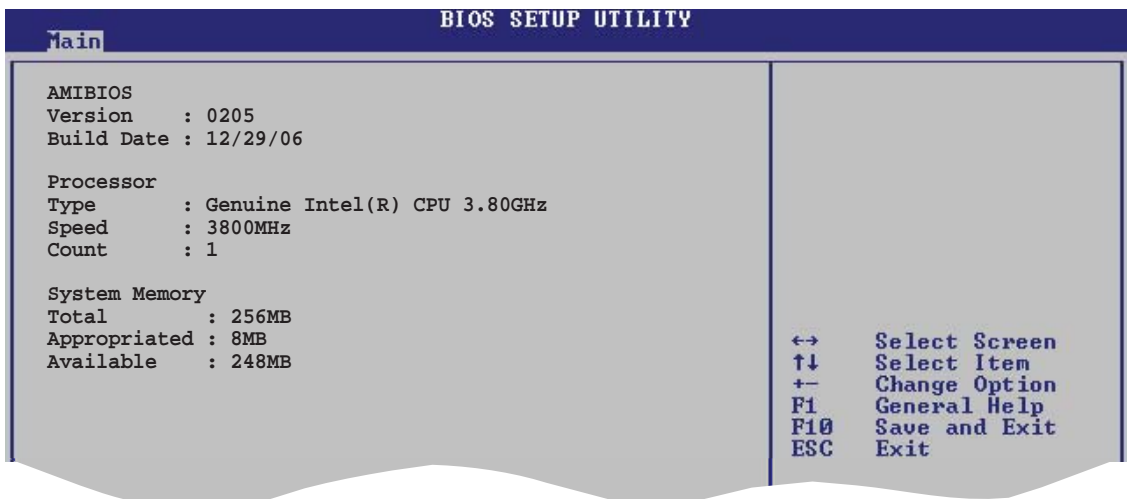 BIOS SETUP UTILITY
Main
AMIBIOS
Version : 0205
Build Date : 12/29/06
Processor
Type : Genuine Intel(R) CPU 3.80GHz
Speed : 3800MHz
Count : 1
System Memory
Total : 256MB
Appropriated : 8MB
Available : 248MB
←→ Select Screen
↑↓ Select Item
+- Change Option
F1 General Help
F10 Save and Exit
ESC Exit